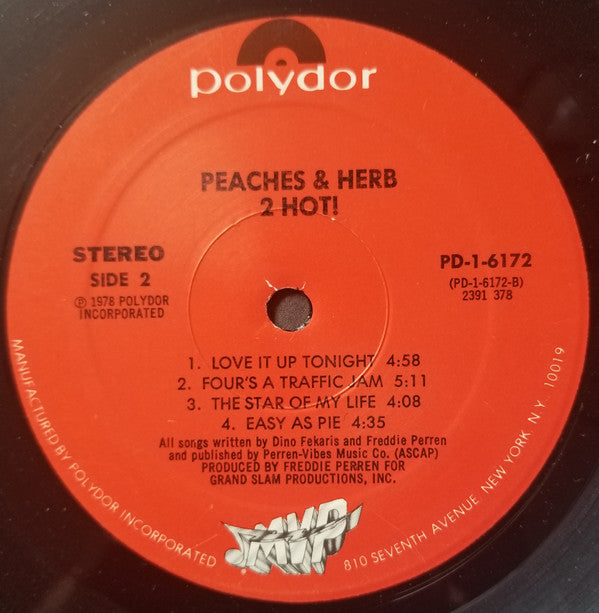 polydor
PEACHES & HERB
2 HOT!
STEREO
SIDE 2
℗ 1978 POLYDOR
INCORPORATED
PD-1-6172
(PD-1-6172-B)
2391 378
1. LOVE IT UP TONIGHT 4:58
2. FOUR'S A TRAFFIC JAM 5:11
3. THE STAR OF MY LIFE 4:08
4. EASY AS PIE 4:35
All songs written by Dino Fekaris and Freddie Perren
and published by Perren-Vibes Music Co. (ASCAP)
PRODUCED BY FREDDIE PERREN FOR
GRAND SLAM PRODUCTIONS, INC.
MVP
MANUFACTURED BY POLYDOR INCORPORATED
810 SEVENTH AVENUE NEW YORK, N.Y. 10019